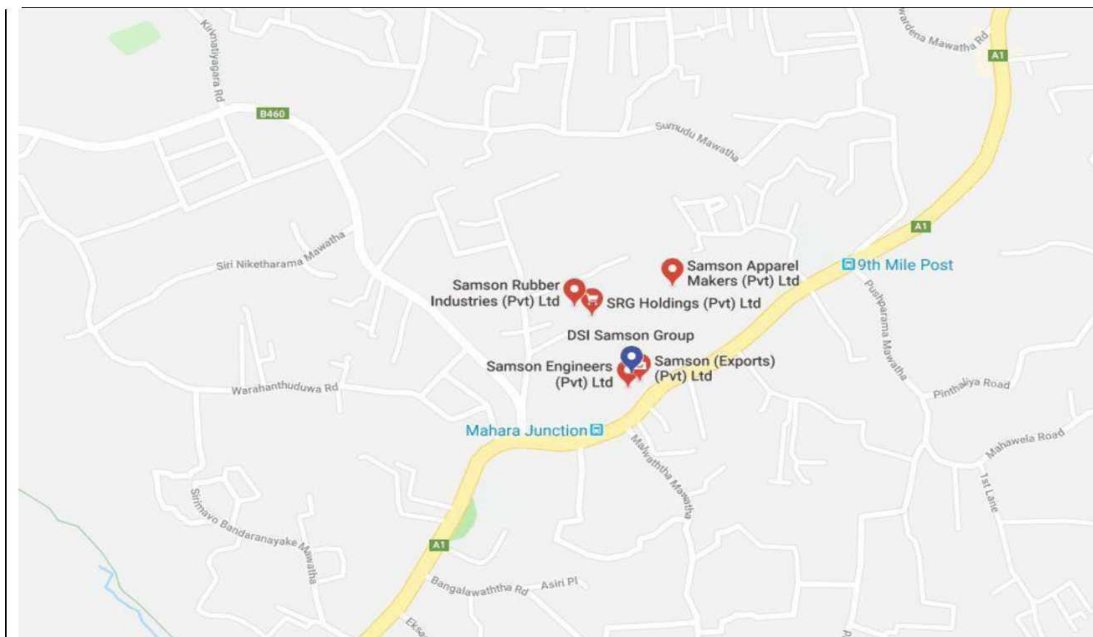 wardena Mawatha Rd
A1
Kiivnatiyagara Rd
B460
Sumudu Mawatha
A1
Siri Niketharama Mawatha
9th Mile Post
Samson Apparel
Makers (Pvt) Ltd
Samson Rubber
Industries (Pvt) Ltd
SRG Holdings (Pvt) Ltd
Pushparama Mawatha
DSI Samson Group
Samson Engineers
(Pvt) Ltd
Samson (Exports)
(Pvt) Ltd
Warahanthuduwa Rd
Pinthaliya Road
Mahara Junction
Mahawela Road
Malwaththa Mawatha
1st Lane
Sirimavo Bandaranayake Mawatha
A1
Bangalawaththa Rd
Asiri Pl
Eksa